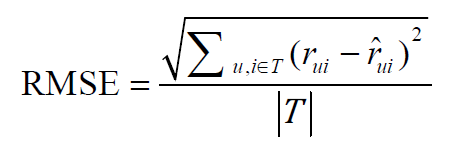 RMSE = √(∑_{u,i∈T} (r_{ui} − r̂_{ui})²) / |T|